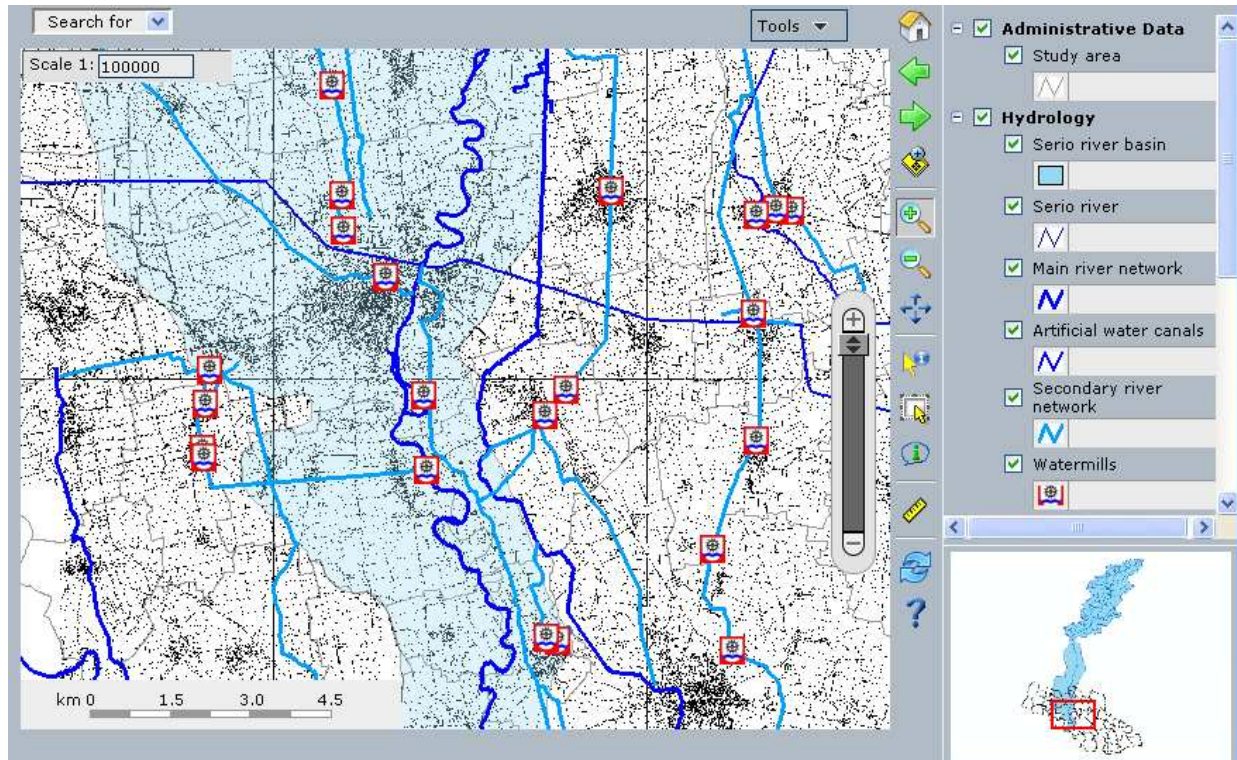 Search for
Tools
Scale 1: 100000
km 0 1.5 3.0 4.5
Administrative Data
Study area
Hydrology
Serio river basin
Serio river
Main river network
Artificial water canals
Secondary river
network
Watermills